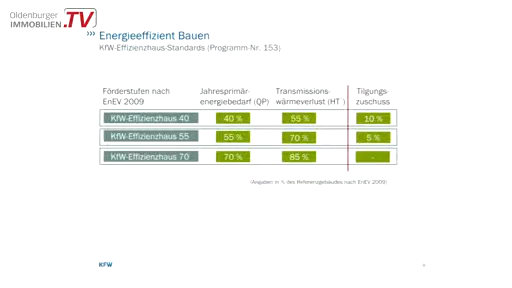 Oldenburger
IMMOBILIEN.TV
››› Energieeffizient Bauen
KfW-Effizienzhaus-Standards (Programm-Nr. 153)
Förderstufen nach EnEV 2009
Jahresprimär-energiebedarf (QP)
Transmissions-wärmeverlust (HT )
Tilgungs-zuschuss
KfW-Effizienzhaus 40 40 % 55 % 10 %
KfW-Effizienzhaus 55 55 % 70 % 5 %
KfW-Effizienzhaus 70 70 % 85 % -
(Angaben in % des Referenzgebäudes nach EnEV 2009)
KFW